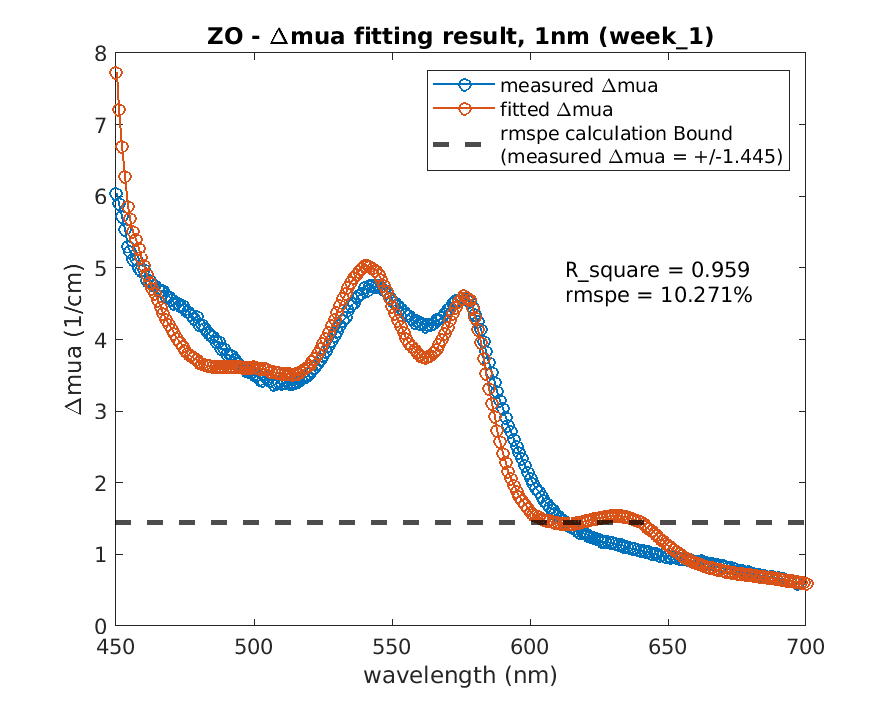 ZO - Δmua fitting result, 1nm (week_1)
8
7
6
5
4
3
2
1
0
Δmua (1/cm)
measured Δmua
fitted Δmua
rmspe calculation Bound
(measured Δmua = +/-1.445)
R_square = 0.959
rmspe = 10.271%
450
500
550
600
650
700
wavelength (nm)